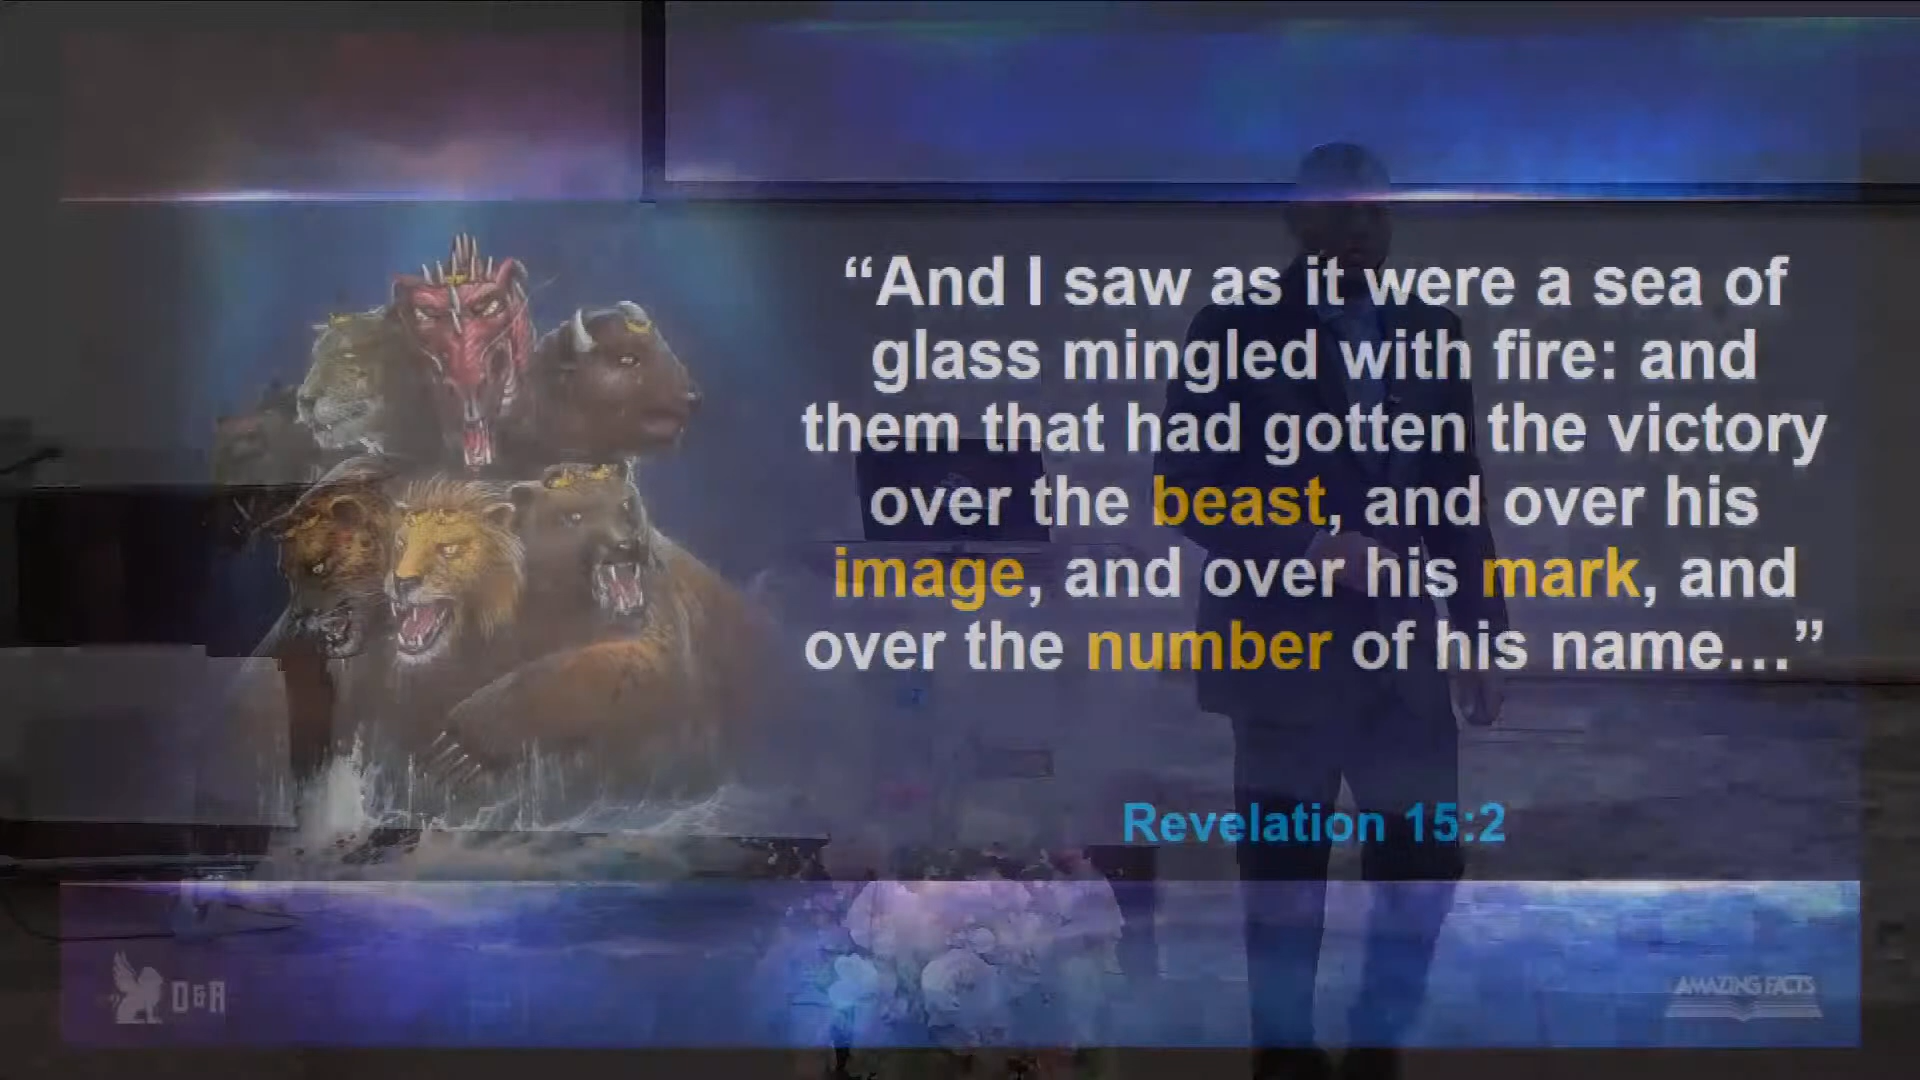 “And I saw as it were a sea of
glass mingled with fire: and
them that had gotten the victory
over the beast, and over his
image, and over his mark, and
over the number of his name...”
Revelation 15:2
D&R
AMAZING FACTS